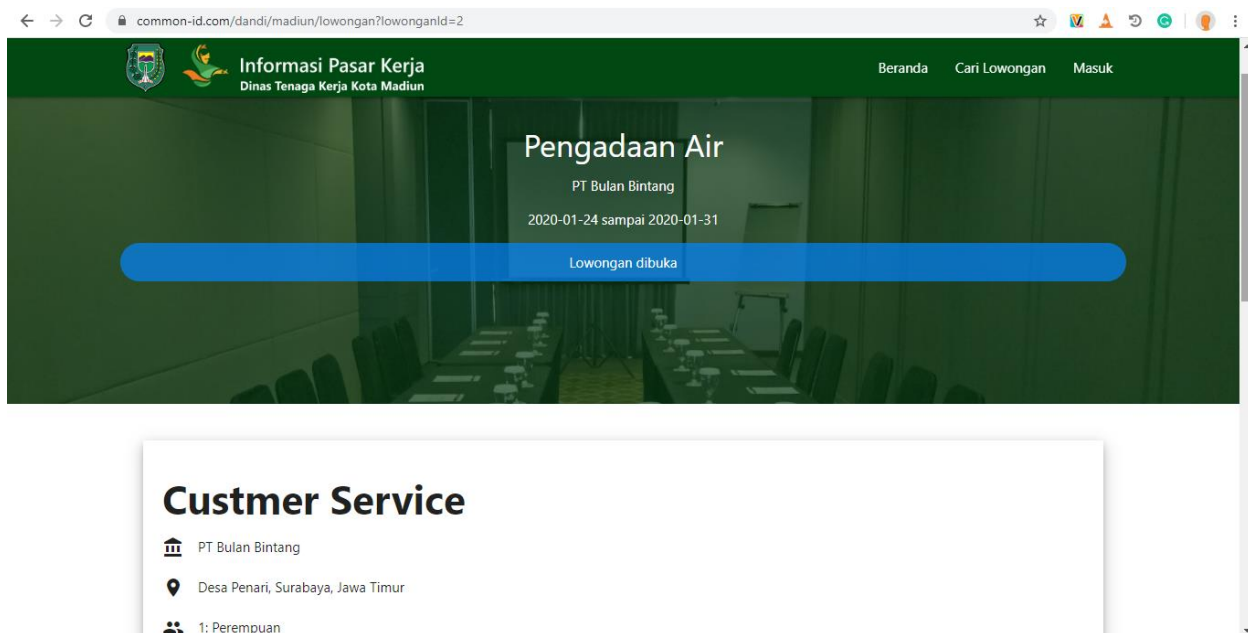 common-id.com/dandi/madiun/lowongan?lowonganId=2
Informasi Pasar Kerja
Dinas Tenaga Kerja Kota Madiun
Beranda Cari Lowongan Masuk
Pengadaan Air
PT Bulan Bintang
2020-01-24 sampai 2020-01-31
Lowongan dibuka
Custmer Service
PT Bulan Bintang
Desa Penari, Surabaya, Jawa Timur
1: Perempuan